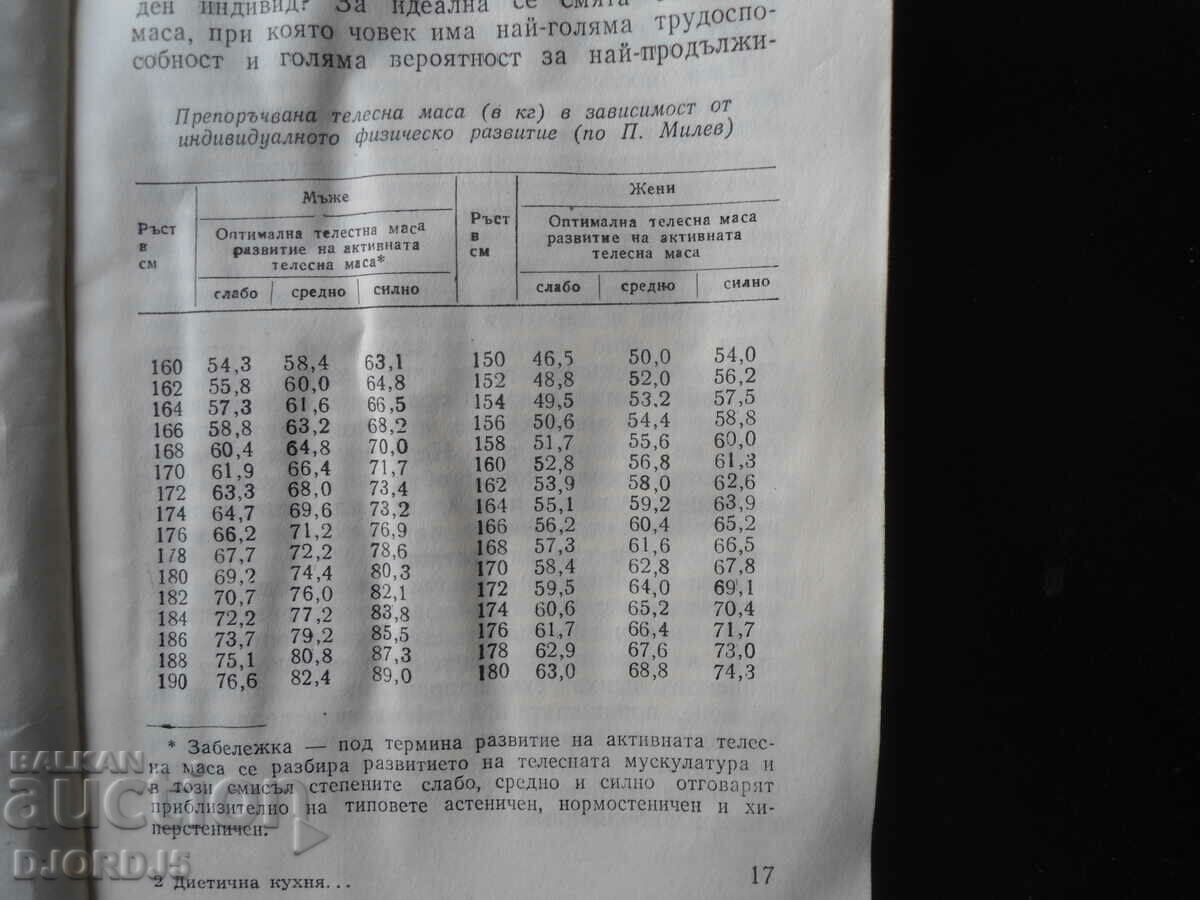 ден индивид? За идеална се смята
маса, при която човек има най-голяма трудоспо-
собност и голяма вероятност за най-продължи-
Препоръчвана телесна маса (в кг) в зависимост от
индивидуалното физическо развитие (по П. Милев)
Ръст в см | Мъже | Ръст в см | Жени
Оптимална телестна маса | Оптимална телесна маса
развитие на активната | развитие на активната
телесна маса* | телесна маса
слабо | средно | силно | слабо | средню | силно
160 54,3 58,4 63,1 150 46,5 50,0 54,0
162 55,8 60,0 64,8 152 48,8 52,0 56,2
164 57,3 61,6 66,5 154 49,5 53,2 57,5
166 58,8 63,2 68,2 156 50,6 54,4 58,8
168 60,4 64,8 70,0 158 51,7 55,6 60,0
170 61,9 66,4 71,7 160 52,8 56,8 61,3
172 63,3 68,0 73,4 162 53,9 58,0 62,6
174 64,7 69,6 73,2 164 55,1 59,2 63,9
176 66,2 71,2 76,9 166 56,2 60,4 65,2
178 67,7 72,2 78,6 168 57,3 61,6 66,5
180 69,2 74,4 80,3 170 58,4 62,8 67,8
182 70,7 76,0 82,1 172 59,5 64,0 69,1
184 72,2 77,2 83,8 174 60,6 65,2 70,4
186 73,7 79,2 85,5 176 61,7 66,4 71,7
188 75,1 80,8 87,3 178 62,9 67,6 73,0
190 76,6 82,4 89,0 180 63,0 68,8 74,3
* Забележка — под термина развитие на активната телес-
на маса се разбира развитието на телесната мускулатура и
в този смисъл степените слабо, средно и силно отговарят
приблизително на типовете астеничен, нормостеничен и хи-
перстеничен.
2 Диетична кухня...
17
BALKAN
auction
DJORDJ5